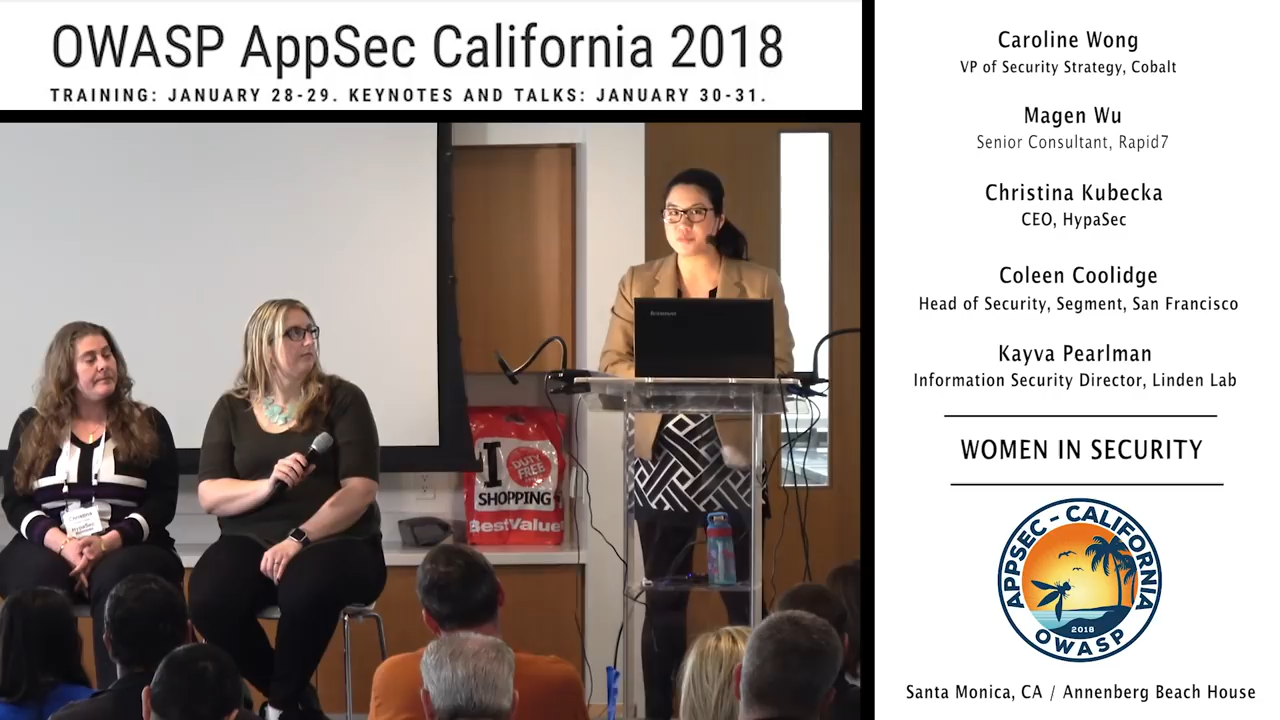 OWASP AppSec California 2018
TRAINING: JANUARY 28-29. KEYNOTES AND TALKS: JANUARY 30-31.
Caroline Wong
VP of Security Strategy, Cobalt
Magen Wu
Senior Consultant, Rapid7
Christina Kubecka
CEO, HypaSec
Coleen Coolidge
Head of Security, Segment, San Francisco
Kayva Pearlman
Information Security Director, Linden Lab
WOMEN IN SECURITY
APPSEC - CALIFORNIA
2018
OWASP
Santa Monica, CA / Annenberg Beach House
Lenovo
I
DUTY
FREE
SHOPPING
BestValue
Christina
HypaSec